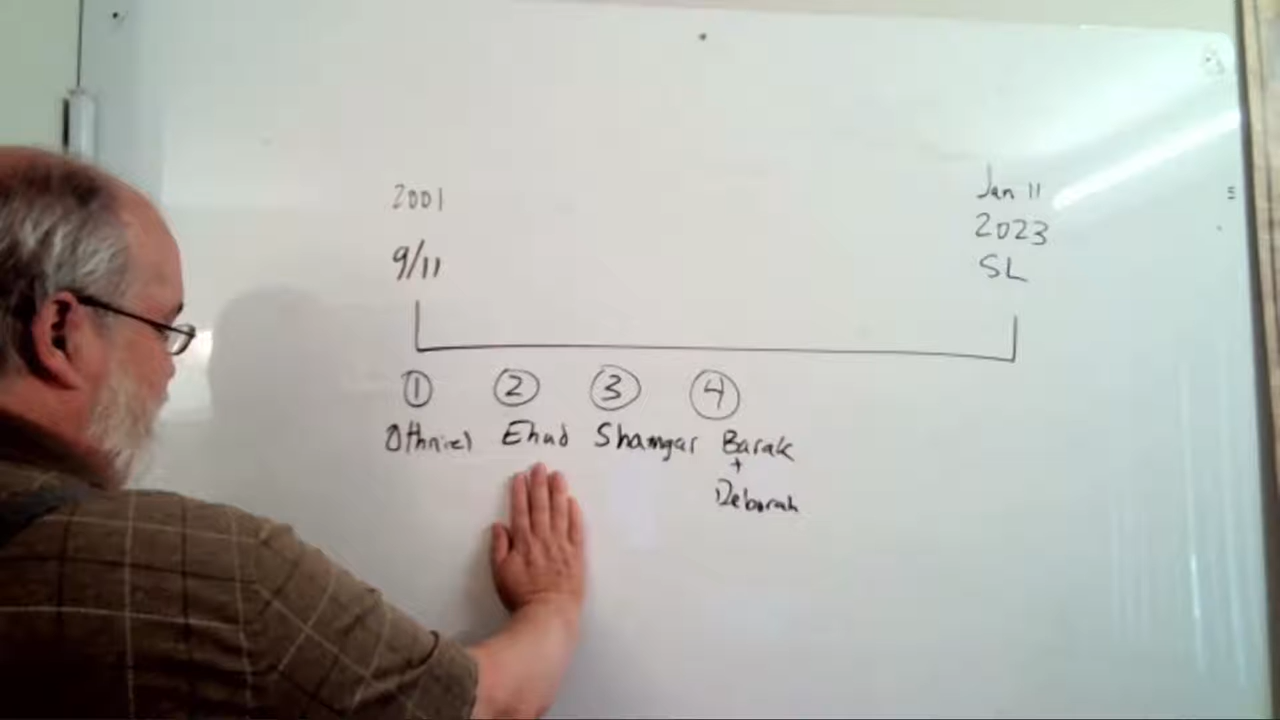 2001
9/11
Jan 11
2023
SL
① ② ③ ④
Othniel Ehud Shamgar Barak
+
Deborah